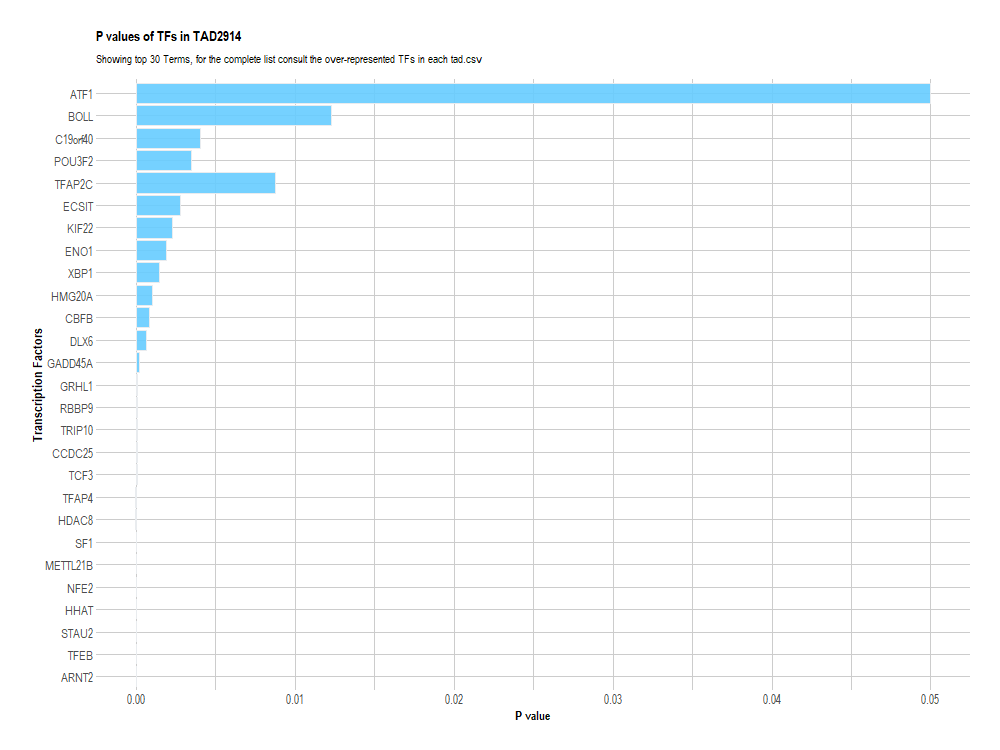 P values of TFs in TAD2914
Showing top 30 Terms, for the complete list consult the over-represented TFs in each tad.csv
Transcription Factors
ATF1
BOLL
C19orf40
POU3F2
TFAP2C
ECSIT
KIF22
ENO1
XBP1
HMG20A
CBFB
DLX6
GADD45A
GRHL1
RBBP9
TRIP10
CCDC25
TCF3
TFAP4
HDAC8
SF1
METTL21B
NFE2
HHAT
STAU2
TFEB
ARNT2
0.00 0.01 0.02 0.03 0.04 0.05
P value